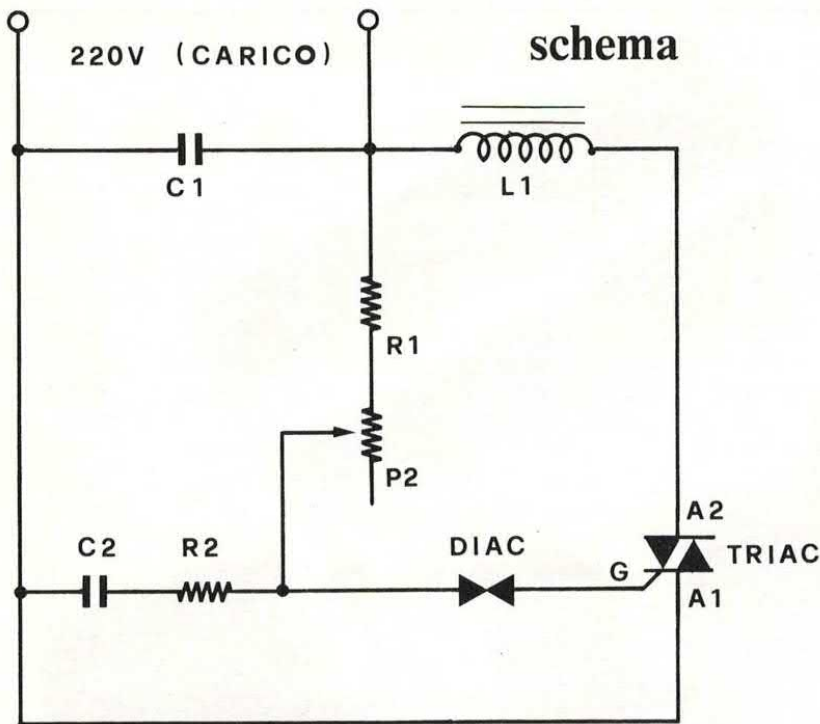 schema
220V (CARICO)
C1
L1
R1
P2
C2 R2 DIAC
A2
G TRIAC
A1